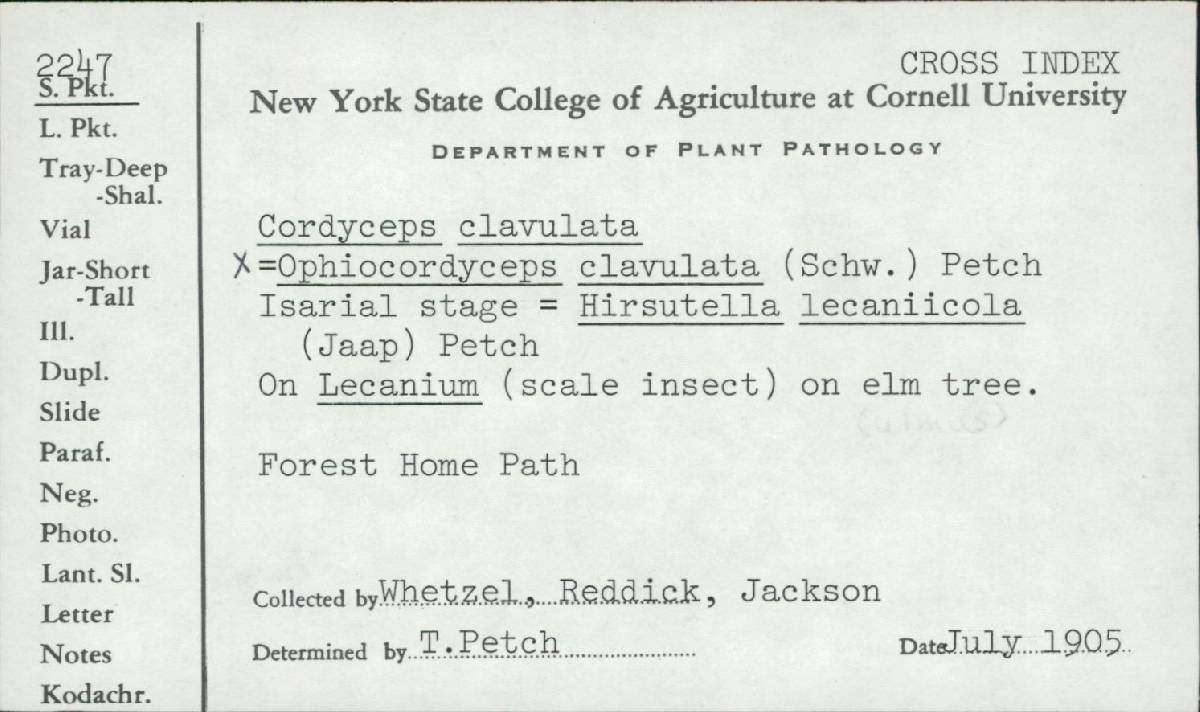 2247
S. Pkt.
L. Pkt.
Tray-Deep
-Shal.
Vial
Jar-Short
-Tall
Ill.
Dupl.
Slide
Paraf.
Neg.
Photo.
Lant. Sl.
Letter
Notes
Kodachr.
CROSS INDEX
New York State College of Agriculture at Cornell University
DEPARTMENT OF PLANT PATHOLOGY
Cordyceps clavulata
X=Ophiocordyceps clavulata (Schw.) Petch
Isarial stage = Hirsutella lecaniicola
(Jaap) Petch
On Lecanium (scale insect) on elm tree.
(ulmus)
Forest Home Path
Collected by Whetzel, Reddick, Jackson
Determined by T.Petch
Date July 1905